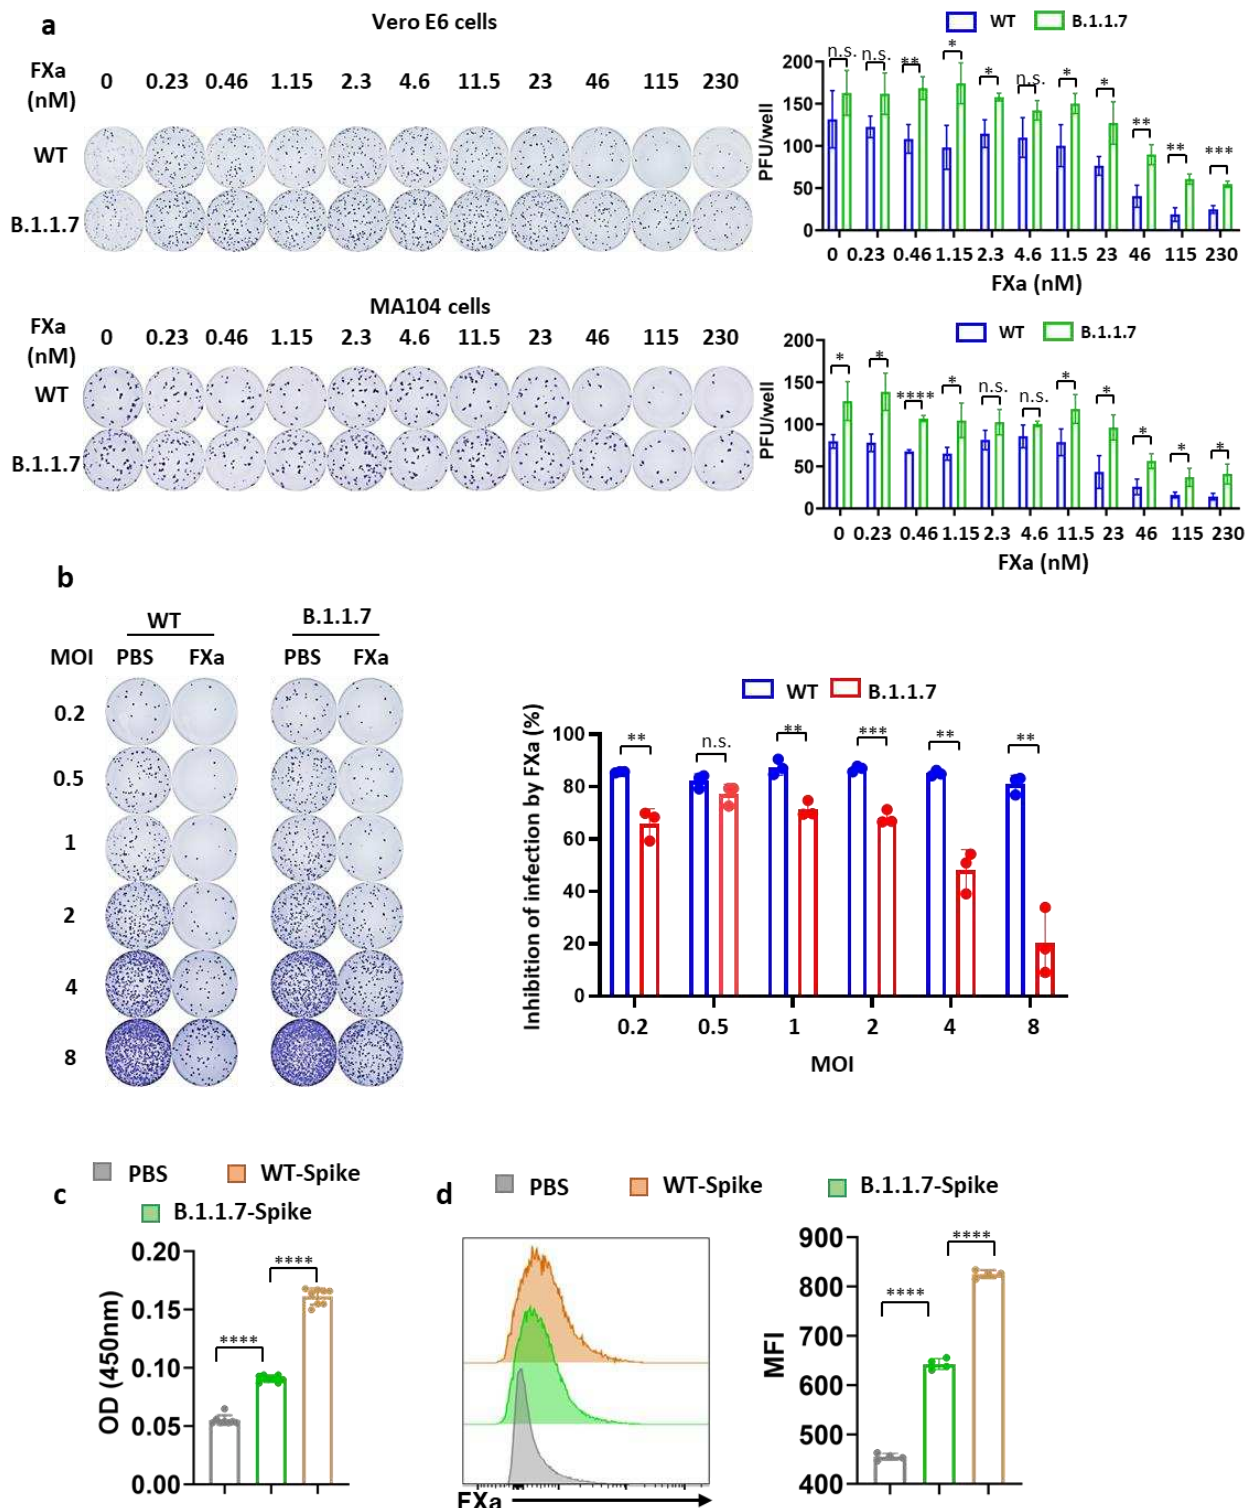 a
Vero E6 cells
FXa
(nM)
0 0.23 0.46 1.15 2.3 4.6 11.5 23 46 115 230
WT
B.1.1.7
WT B.1.1.7
PFU/well
200
150
100
50
0
n.s. n.s. ** * * n.s. * * ** ** ***
0 0.23 0.46 1.15 2.3 4.6 11.5 23 46 115 230
FXa (nM)
MA104 cells
FXa
(nM)
0 0.23 0.46 1.15 2.3 4.6 11.5 23 46 115 230
WT
B.1.1.7
WT B.1.1.7
PFU/well
200
150
100
50
0
* * **** * n.s. n.s. * * * * *
0 0.23 0.46 1.15 2.3 4.6 11.5 23 46 115 230
FXa (nM)
b
WT B.1.1.7
MOI PBS FXa PBS FXa
0.2
0.5
1
2
4
8
WT B.1.1.7
Inhibition of infection by FXa (%)
100
80
60
40
20
0
** n.s. ** *** ** **
0.2 0.5 1 2 4 8
MOI
c
PBS WT-Spike
B.1.1.7-Spike
OD (450nm)
0.20
0.15
0.10
0.05
0.00
**** ****
d
PBS WT-Spike B.1.1.7-Spike
FXa
MFI
900
800
700
600
500
400
**** ****